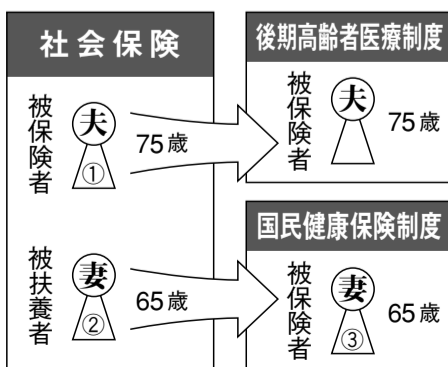 社会保険
被保険者
夫
①
75歳
被扶養者
妻
②
65歳
後期高齢者医療制度
被保険者
夫
75歳
国民健康保険制度
被保険者
妻
③
65歳